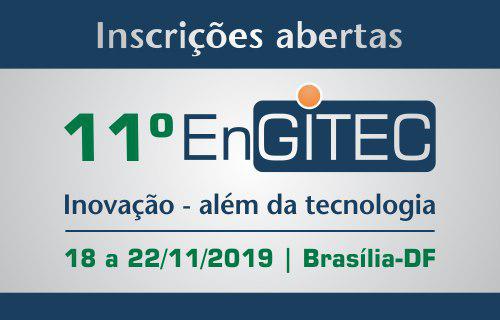 Inscrições abertas
11º EnGITEC
Inovação - além da tecnologia
18 a 22/11/2019 | Brasília-DF